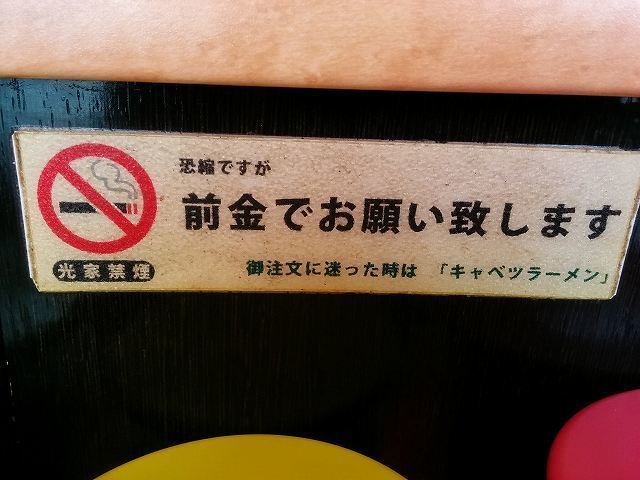 恐縮ですが
前金でお願い致します
光家禁煙
御注文に迷った時は 「キャベツラーメン」